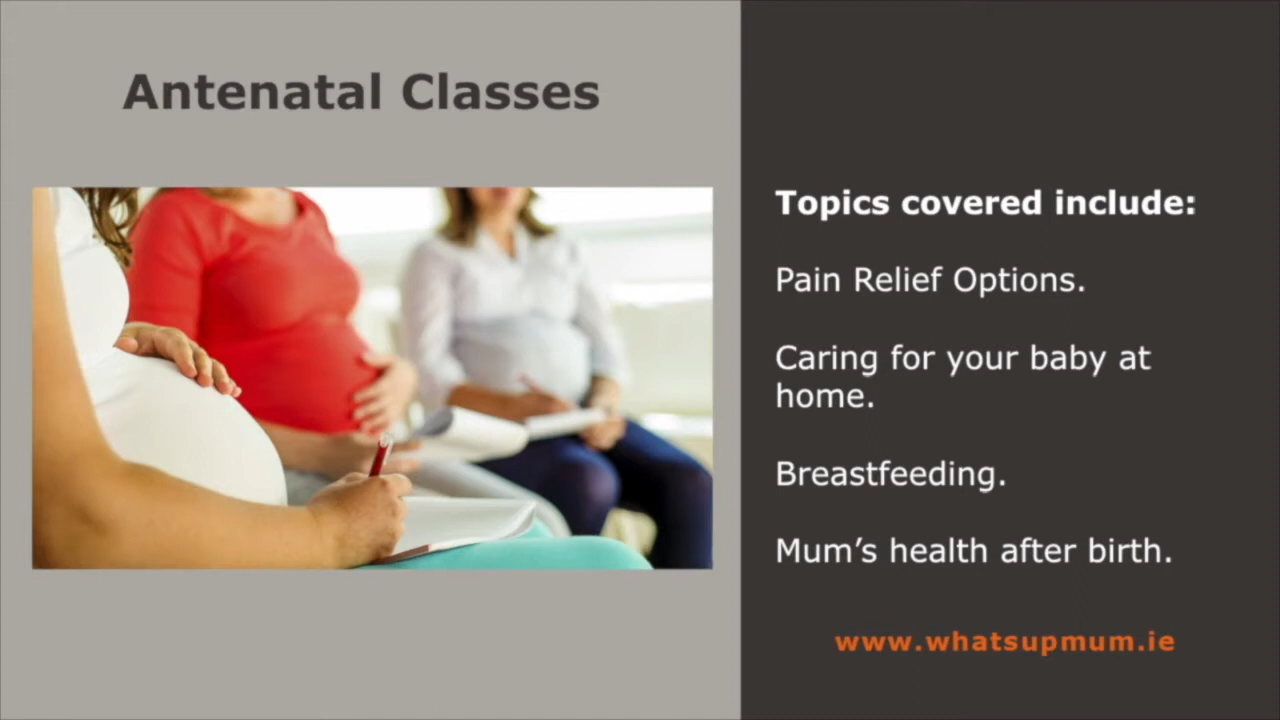 Antenatal Classes
Topics covered include:
Pain Relief Options.
Caring for your baby at
home.
Breastfeeding.
Mum’s health after birth.
www.whatsupmum.ie